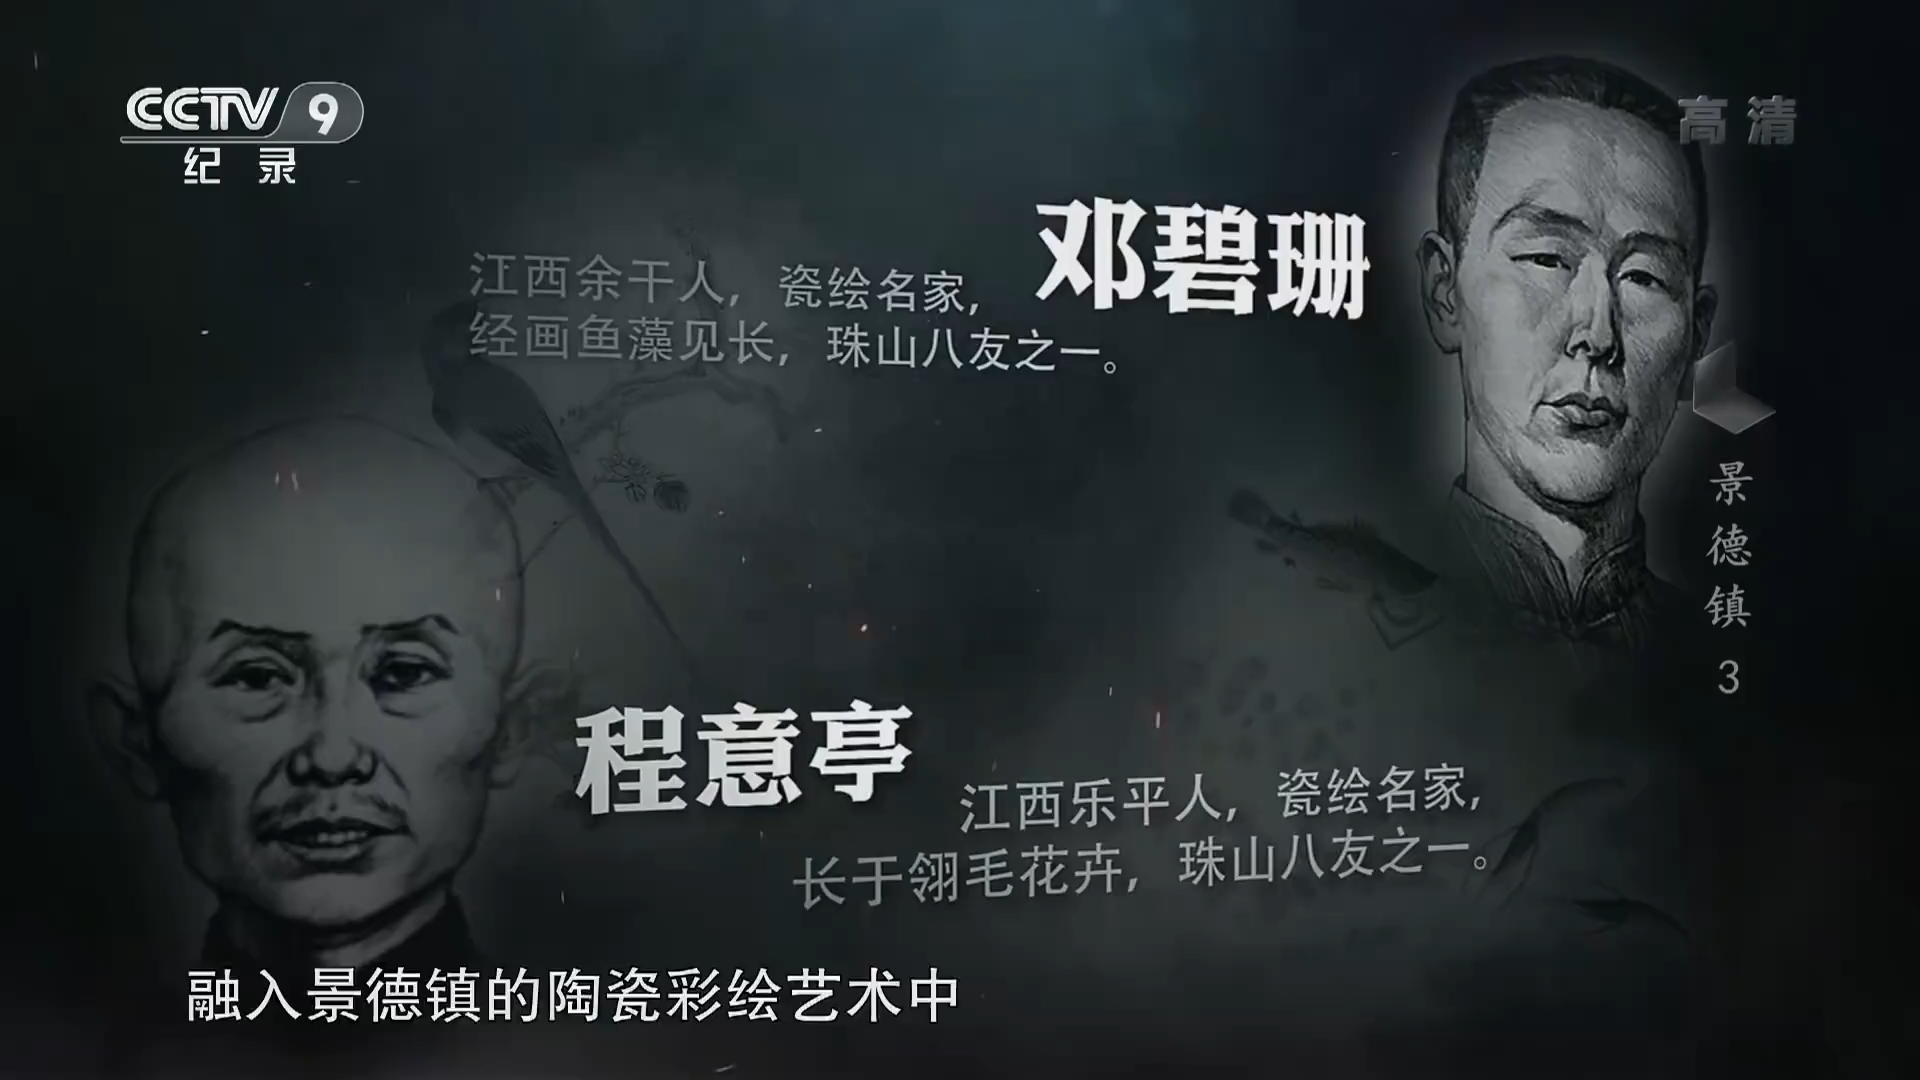 CCTV 9
纪录
高清
邓碧珊
江西余干人，瓷绘名家，
经画鱼藻见长，珠山八友之一。
景德镇 3
程意亭
江西乐平人，瓷绘名家，
长于翎毛花卉，珠山八友之一。
融入景德镇的陶瓷彩绘艺术中